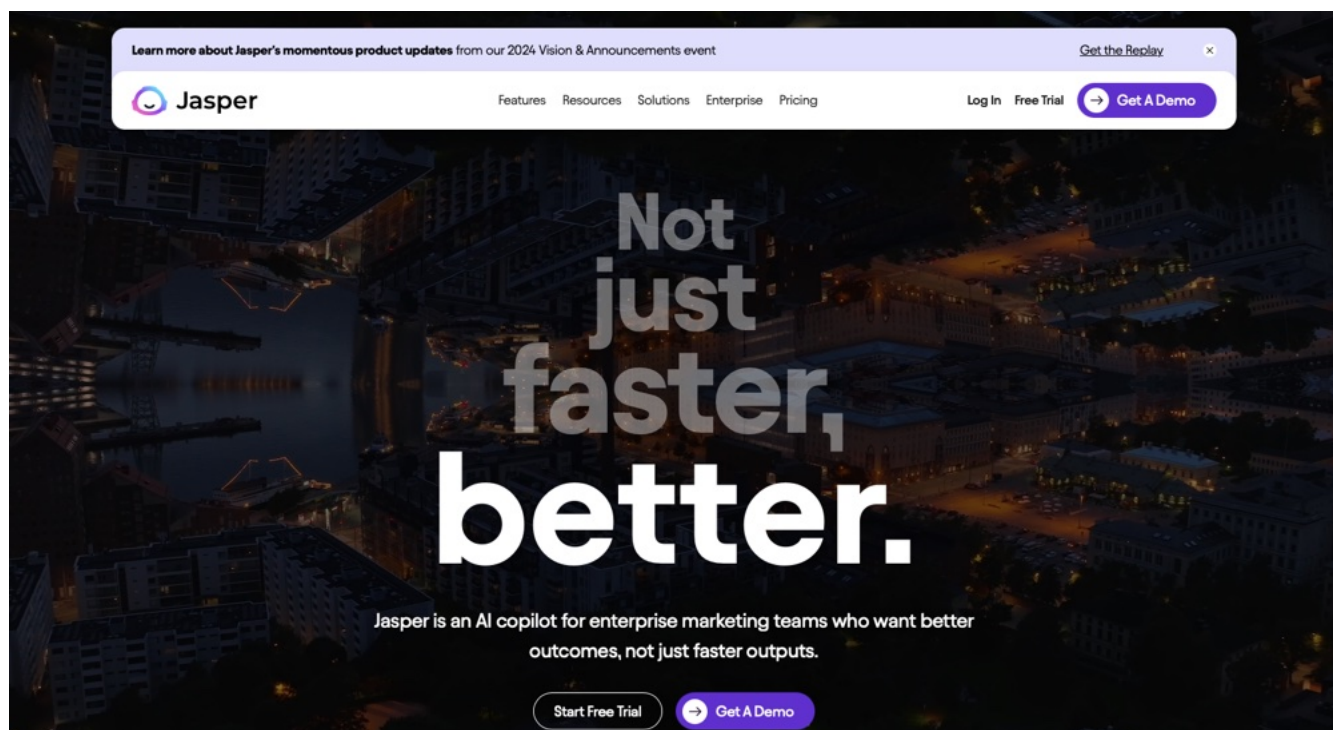 Learn more about Jasper's momentous product updates from our 2024 Vision & Announcements event Get the Replay
Jasper Features Resources Solutions Enterprise Pricing Log In Free Trial Get A Demo
Not
just
faster,
better.
Jasper is an AI copilot for enterprise marketing teams who want better
outcomes, not just faster outputs.
Start Free Trial Get A Demo